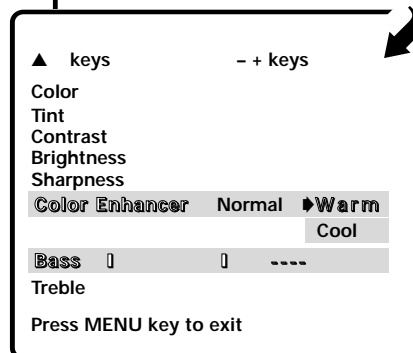 ▲ keys – + keys
Color
Tint
Contrast
Brightness
Sharpness
Color Enhancer Normal Warm
Cool
Bass ----
Treble
Press MENU key to exit